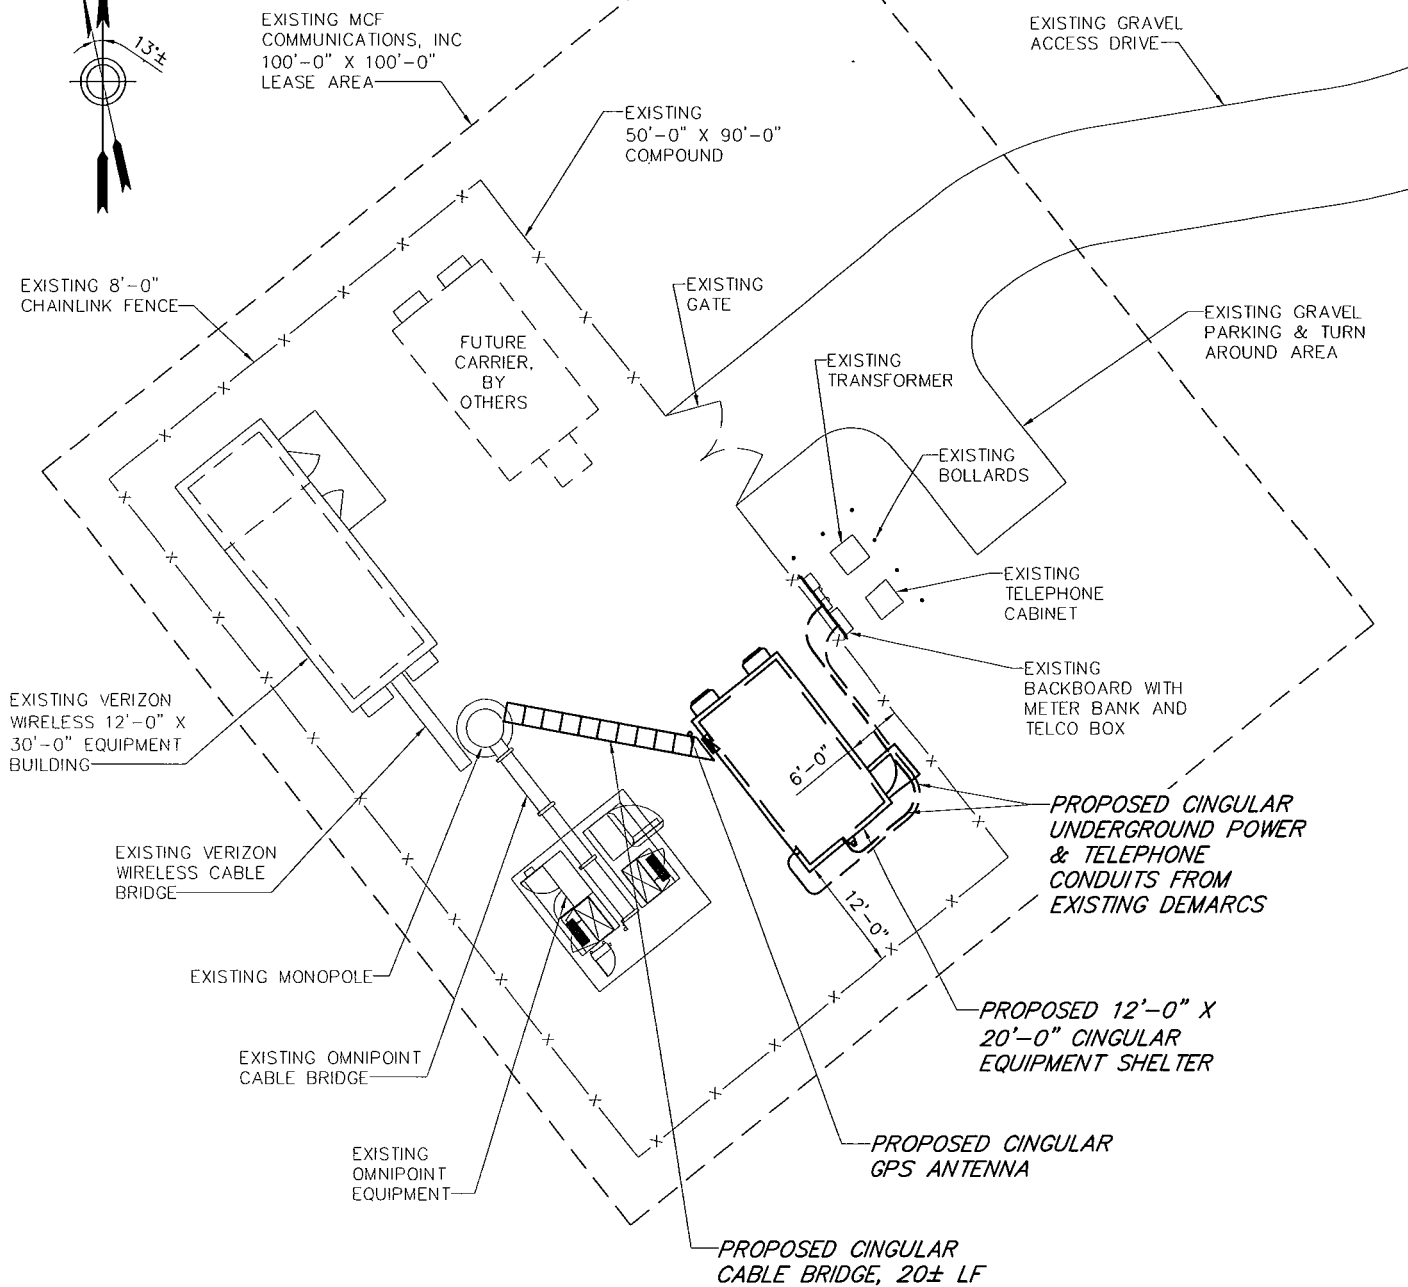 13°±
EXISTING MCF
COMMUNICATIONS, INC
100'-0" X 100'-0"
LEASE AREA
EXISTING GRAVEL
ACCESS DRIVE
EXISTING
50'-0" X 90'-0"
COMPOUND
EXISTING 8'-0"
CHAINLINK FENCE
EXISTING
GATE
EXISTING GRAVEL
PARKING & TURN
AROUND AREA
FUTURE
CARRIER,
BY
OTHERS
EXISTING
TRANSFORMER
EXISTING
BOLLARDS
EXISTING
TELEPHONE
CABINET
EXISTING
BACKBOARD WITH
METER BANK AND
TELCO BOX
EXISTING VERIZON
WIRELESS 12'-0" X
30'-0" EQUIPMENT
BUILDING
6'-0"
PROPOSED CINGULAR
UNDERGROUND POWER
& TELEPHONE
CONDUITS FROM
EXISTING DEMARCS
EXISTING VERIZON
WIRELESS CABLE
BRIDGE
12'-0"
EXISTING MONOPOLE
PROPOSED 12'-0" X
20'-0" CINGULAR
EQUIPMENT SHELTER
EXISTING OMNIPOINT
CABLE BRIDGE
PROPOSED CINGULAR
GPS ANTENNA
EXISTING
OMNIPOINT
EQUIPMENT
PROPOSED CINGULAR
CABLE BRIDGE, 20± LF